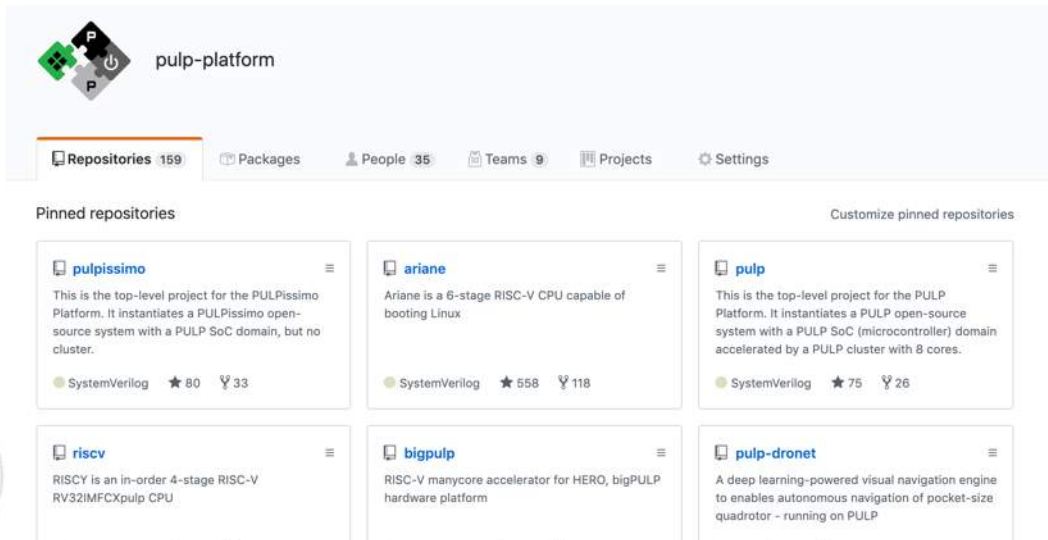 P
P
pulp-platform
Repositories 159 Packages People 35 Teams 9 Projects Settings
Pinned repositories
Customize pinned repositories
pulpissimo
This is the top-level project for the PULPissimo
Platform. It instantiates a PULPissimo open-
source system with a PULP SoC domain, but no
cluster.
SystemVerilog 80 33
ariane
Ariane is a 6-stage RISC-V CPU capable of
booting Linux
SystemVerilog 558 118
pulp
This is the top-level project for the PULP
Platform. It instantiates a PULP open-source
system with a PULP SoC (microcontroller) domain
accelerated by a PULP cluster with 8 cores.
SystemVerilog 75 26
riscv
RISCY is an in-order 4-stage RISC-V
RV32IMFCXpulp CPU
bigpulp
RISC-V manycore accelerator for HERO, bigPULP
hardware platform
pulp-dronet
A deep learning-powered visual navigation engine
to enables autonomous navigation of pocket-size
quadrotor - running on PULP